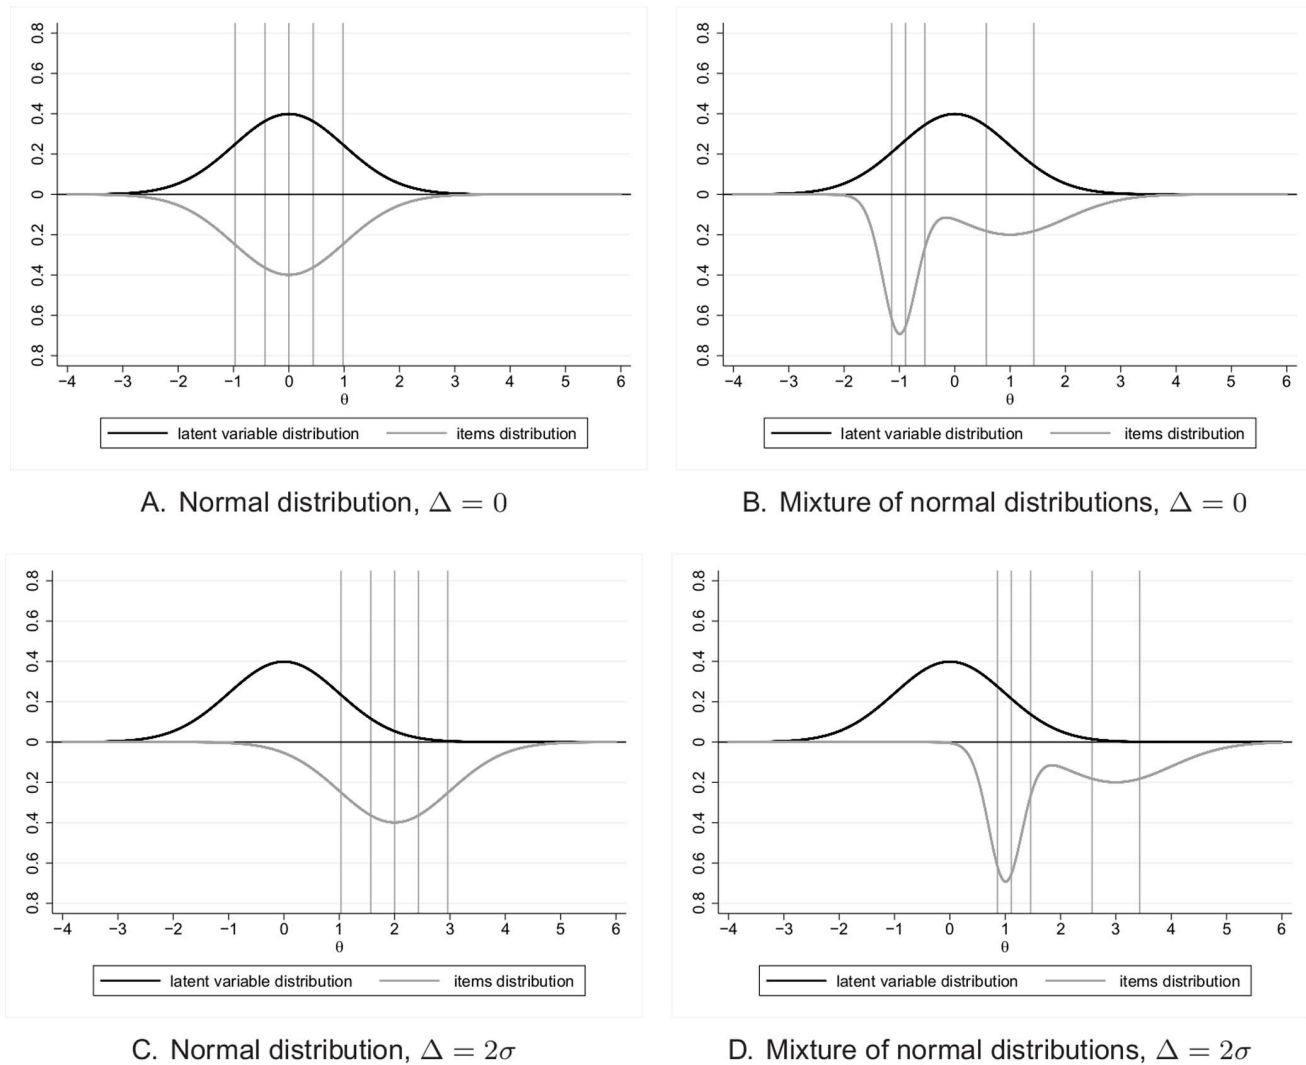 0.8
0.6
0.4
0.2
0
0.2
0.4
0.6
0.8
−4 −3 −2 −1 0 1 2 3 4 5 6
θ
latent variable distribution items distribution
A. Normal distribution, Δ = 0
0.8
0.6
0.4
0.2
0
0.2
0.4
0.6
0.8
−4 −3 −2 −1 0 1 2 3 4 5 6
θ
latent variable distribution items distribution
B. Mixture of normal distributions, Δ = 0
0.8
0.6
0.4
0.2
0
0.2
0.4
0.6
0.8
−4 −3 −2 −1 0 1 2 3 4 5 6
θ
latent variable distribution items distribution
C. Normal distribution, Δ = 2σ
0.8
0.6
0.4
0.2
0
0.2
0.4
0.6
0.8
−4 −3 −2 −1 0 1 2 3 4 5 6
θ
latent variable distribution items distribution
D. Mixture of normal distributions, Δ = 2σ